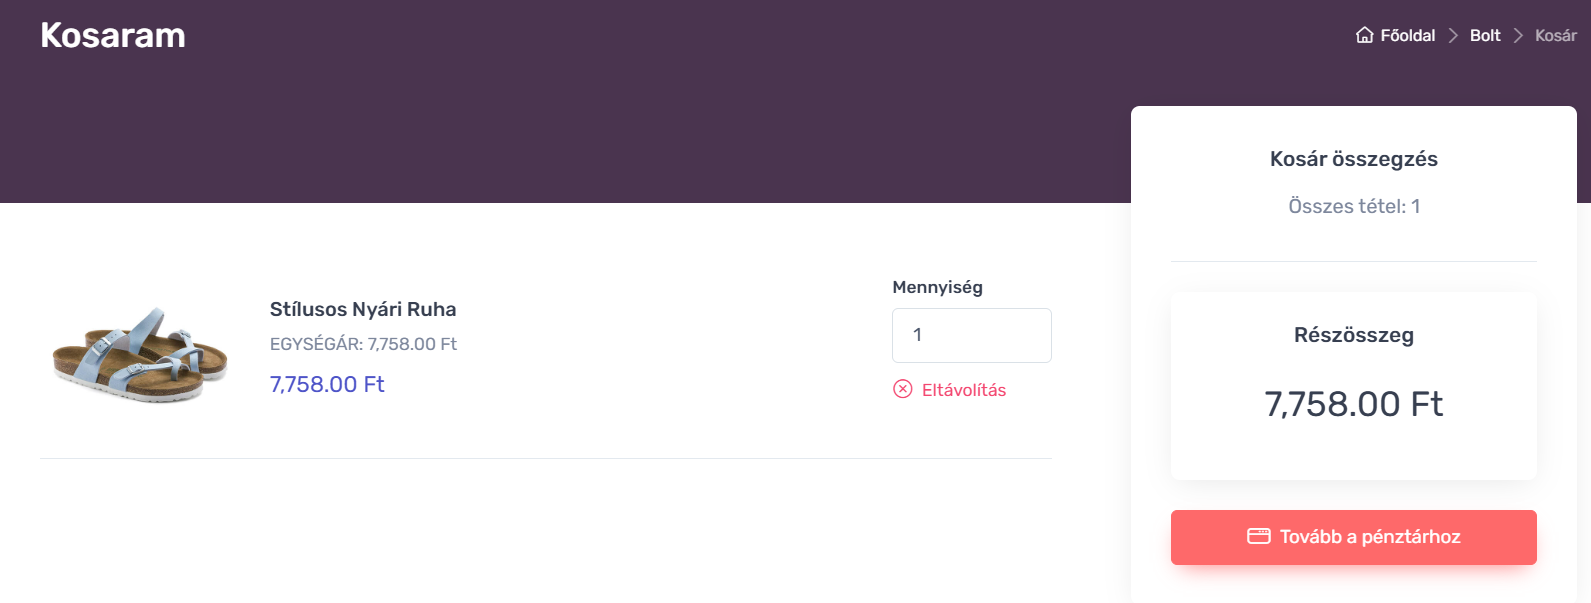 Kosaram
Főoldal > Bolt > Kosár
Stílusos Nyári Ruha
EGYSÉGÁR: 7,758.00 Ft
7,758.00 Ft
Mennyiség
1
Eltávolítás
Kosár összegzés
Összes tétel: 1
Részösszeg
7,758.00 Ft
Tovább a pénztárhoz